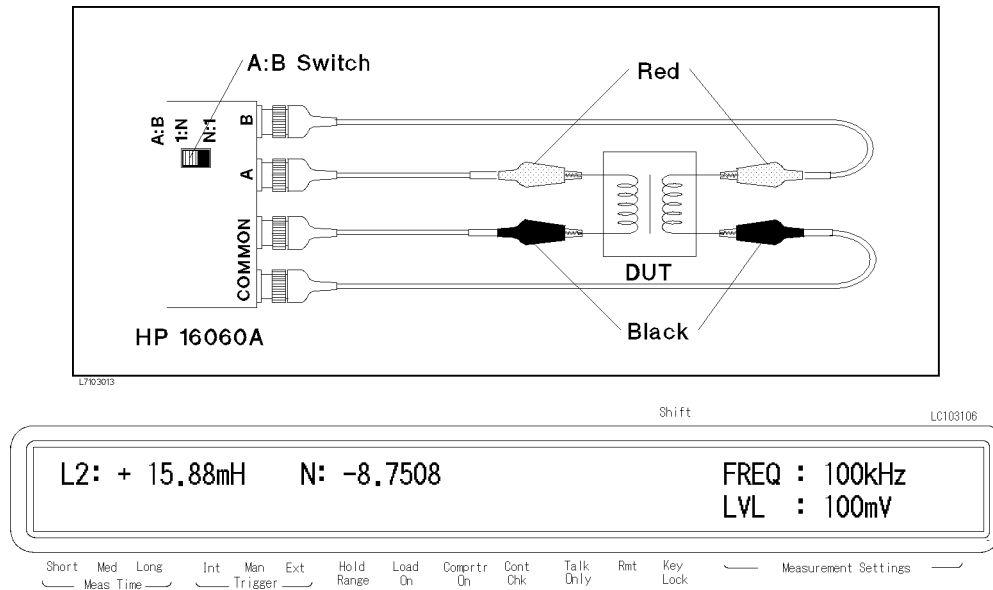 A:B Switch
Red
A:B
1:N
N:1
B
A
COMMON
DUT
Black
HP 16060A
L7103013
Shift
LC103106
L2: + 15.88mH N: -8.7508 FREQ : 100kHz
LVL : 100mV
Short Med Long Int Man Ext Hold Range Load On Comprtr On Cont Chk Talk Only Rmt Key Lock Measurement Settings
Meas Time Trigger